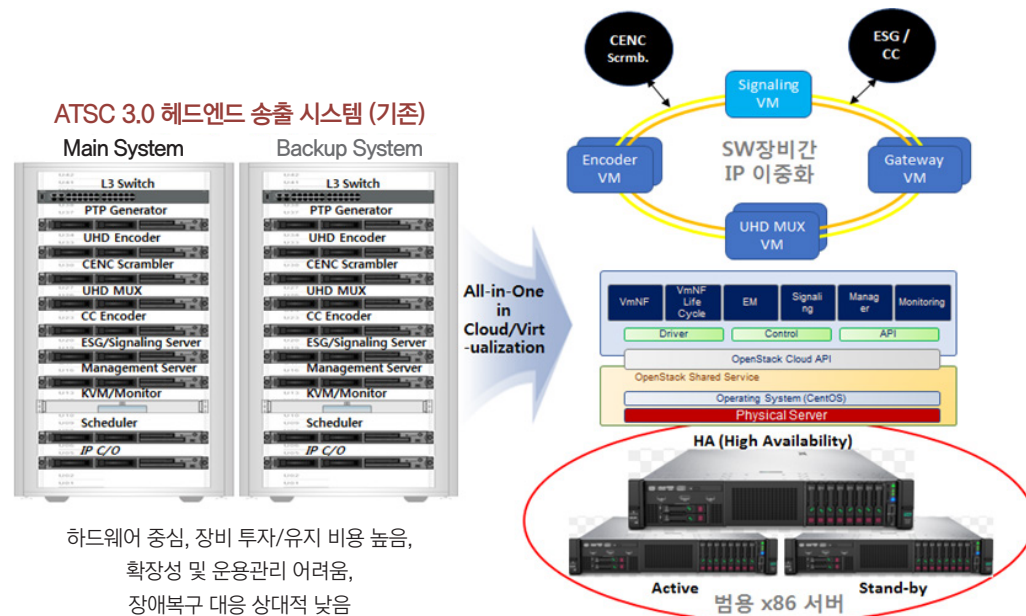 ATSC 3.0 헤드엔드 송출 시스템 (기존)
Main System
Backup System
L3 Switch
PTP Generator
UHD Encoder
CENC Scrambler
UHD MUX
CC Encoder
ESG/Signaling Server
Management Server
KVM/Monitor
Scheduler
IP C/O
L3 Switch
PTP Generator
UHD Encoder
CENC Scrambler
UHD MUX
CC Encoder
ESG/Signaling Server
Management Server
KVM/Monitor
Scheduler
IP C/O
하드웨어 중심, 장비 투자/유지 비용 높음,
확장성 및 운용관리 어려움,
장애복구 대응 상대적 낮음
All-in-One
in
Cloud/Virt
-ualization
CENC
Scrmb.
ESG /
CC
Signaling
VM
Encoder
VM
SW장비간
IP 이중화
Gateway
VM
UHD MUX
VM
VmNF
VmNF
Life
Cycle
EM
Signali
ng
Manag
er
Monitoring
Driver
Control
API
OpenStack Cloud API
OpenStack Shared Service
Operating System (CentOS)
Physical Server
HA (High Availability)
Active
Stand-by
범용 x86 서버